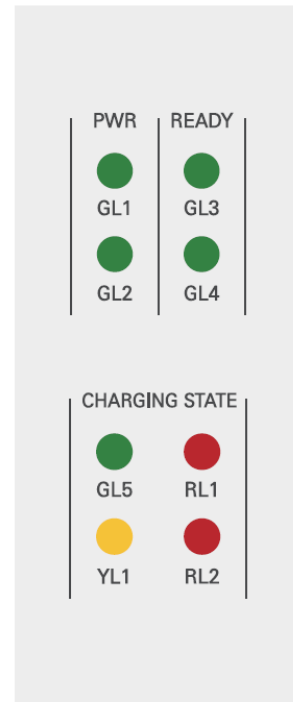 PWR READY
GL1 GL3
GL2 GL4
CHARGING STATE
GL5 RL1
YL1 RL2